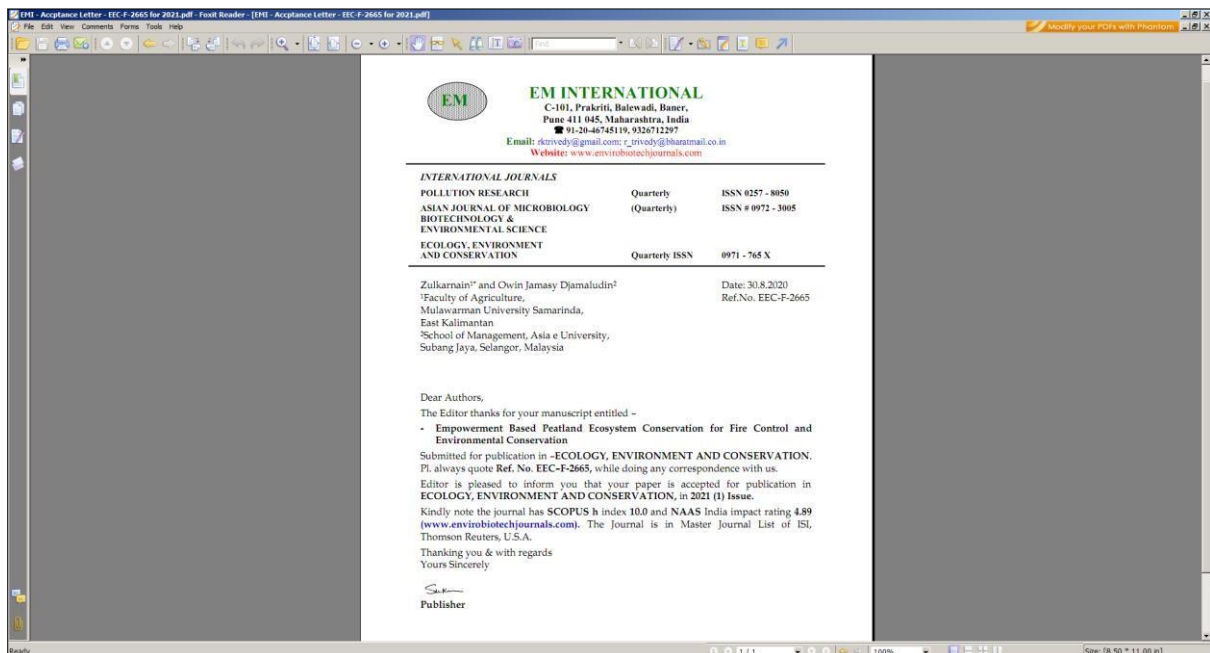 EMI - Accptance Letter - EEC-F-2665 for 2021.pdf - Foxit Reader - [EMI - Accptance Letter - EEC-F-2665 for 2021.pdf]
File Edit View Comments Forms Tools Help
Modify your PDFs with Phantom
Find
EM
EM INTERNATIONAL
C-101, Prakriti, Balewadi, Baner,
Pune 411 045, Maharashtra, India
☎ 91-20-46745119, 9326712297
Email: rktrivedy@gmail.com; r_trivedy@bharatmail.co.in
Website: www.envirobiotechjournals.com
INTERNATIONAL JOURNALS
POLLUTION RESEARCH Quarterly ISSN 0257 - 8050
ASIAN JOURNAL OF MICROBIOLOGY (Quarterly) ISSN # 0972 - 3005
BIOTECHNOLOGY &
ENVIRONMENTAL SCIENCE
ECOLOGY, ENVIRONMENT
AND CONSERVATION Quarterly ISSN 0971 - 765 X
Zulkarnain¹* and Owin Jamasy Djamaludin² Date: 30.8.2020
¹Faculty of Agriculture, Ref.No. EEC-F-2665
Mulawarman University Samarinda,
East Kalimantan
²School of Management, Asia e University,
Subang Jaya, Selangor, Malaysia
Dear Authors,
The Editor thanks for your manuscript entitled –
- Empowerment Based Peatland Ecosystem Conservation for Fire Control and
Environmental Conservation
Submitted for publication in –ECOLOGY, ENVIRONMENT AND CONSERVATION.
Pl. always quote Ref. No. EEC–F-2665, while doing any correspondence with us.
Editor is pleased to inform you that your paper is accepted for publication in
ECOLOGY, ENVIRONMENT AND CONSERVATION, in 2021 (1) Issue.
Kindly note the journal has SCOPUS h index 10.0 and NAAS India impact rating 4.89
(www.envirobiotechjournals.com). The Journal is in Master Journal List of ISI,
Thomson Reuters, U.S.A.
Thanking you & with regards
Yours Sincerely
Publisher
Ready 1 / 1 100% Size: [8.50 * 11.00 in]